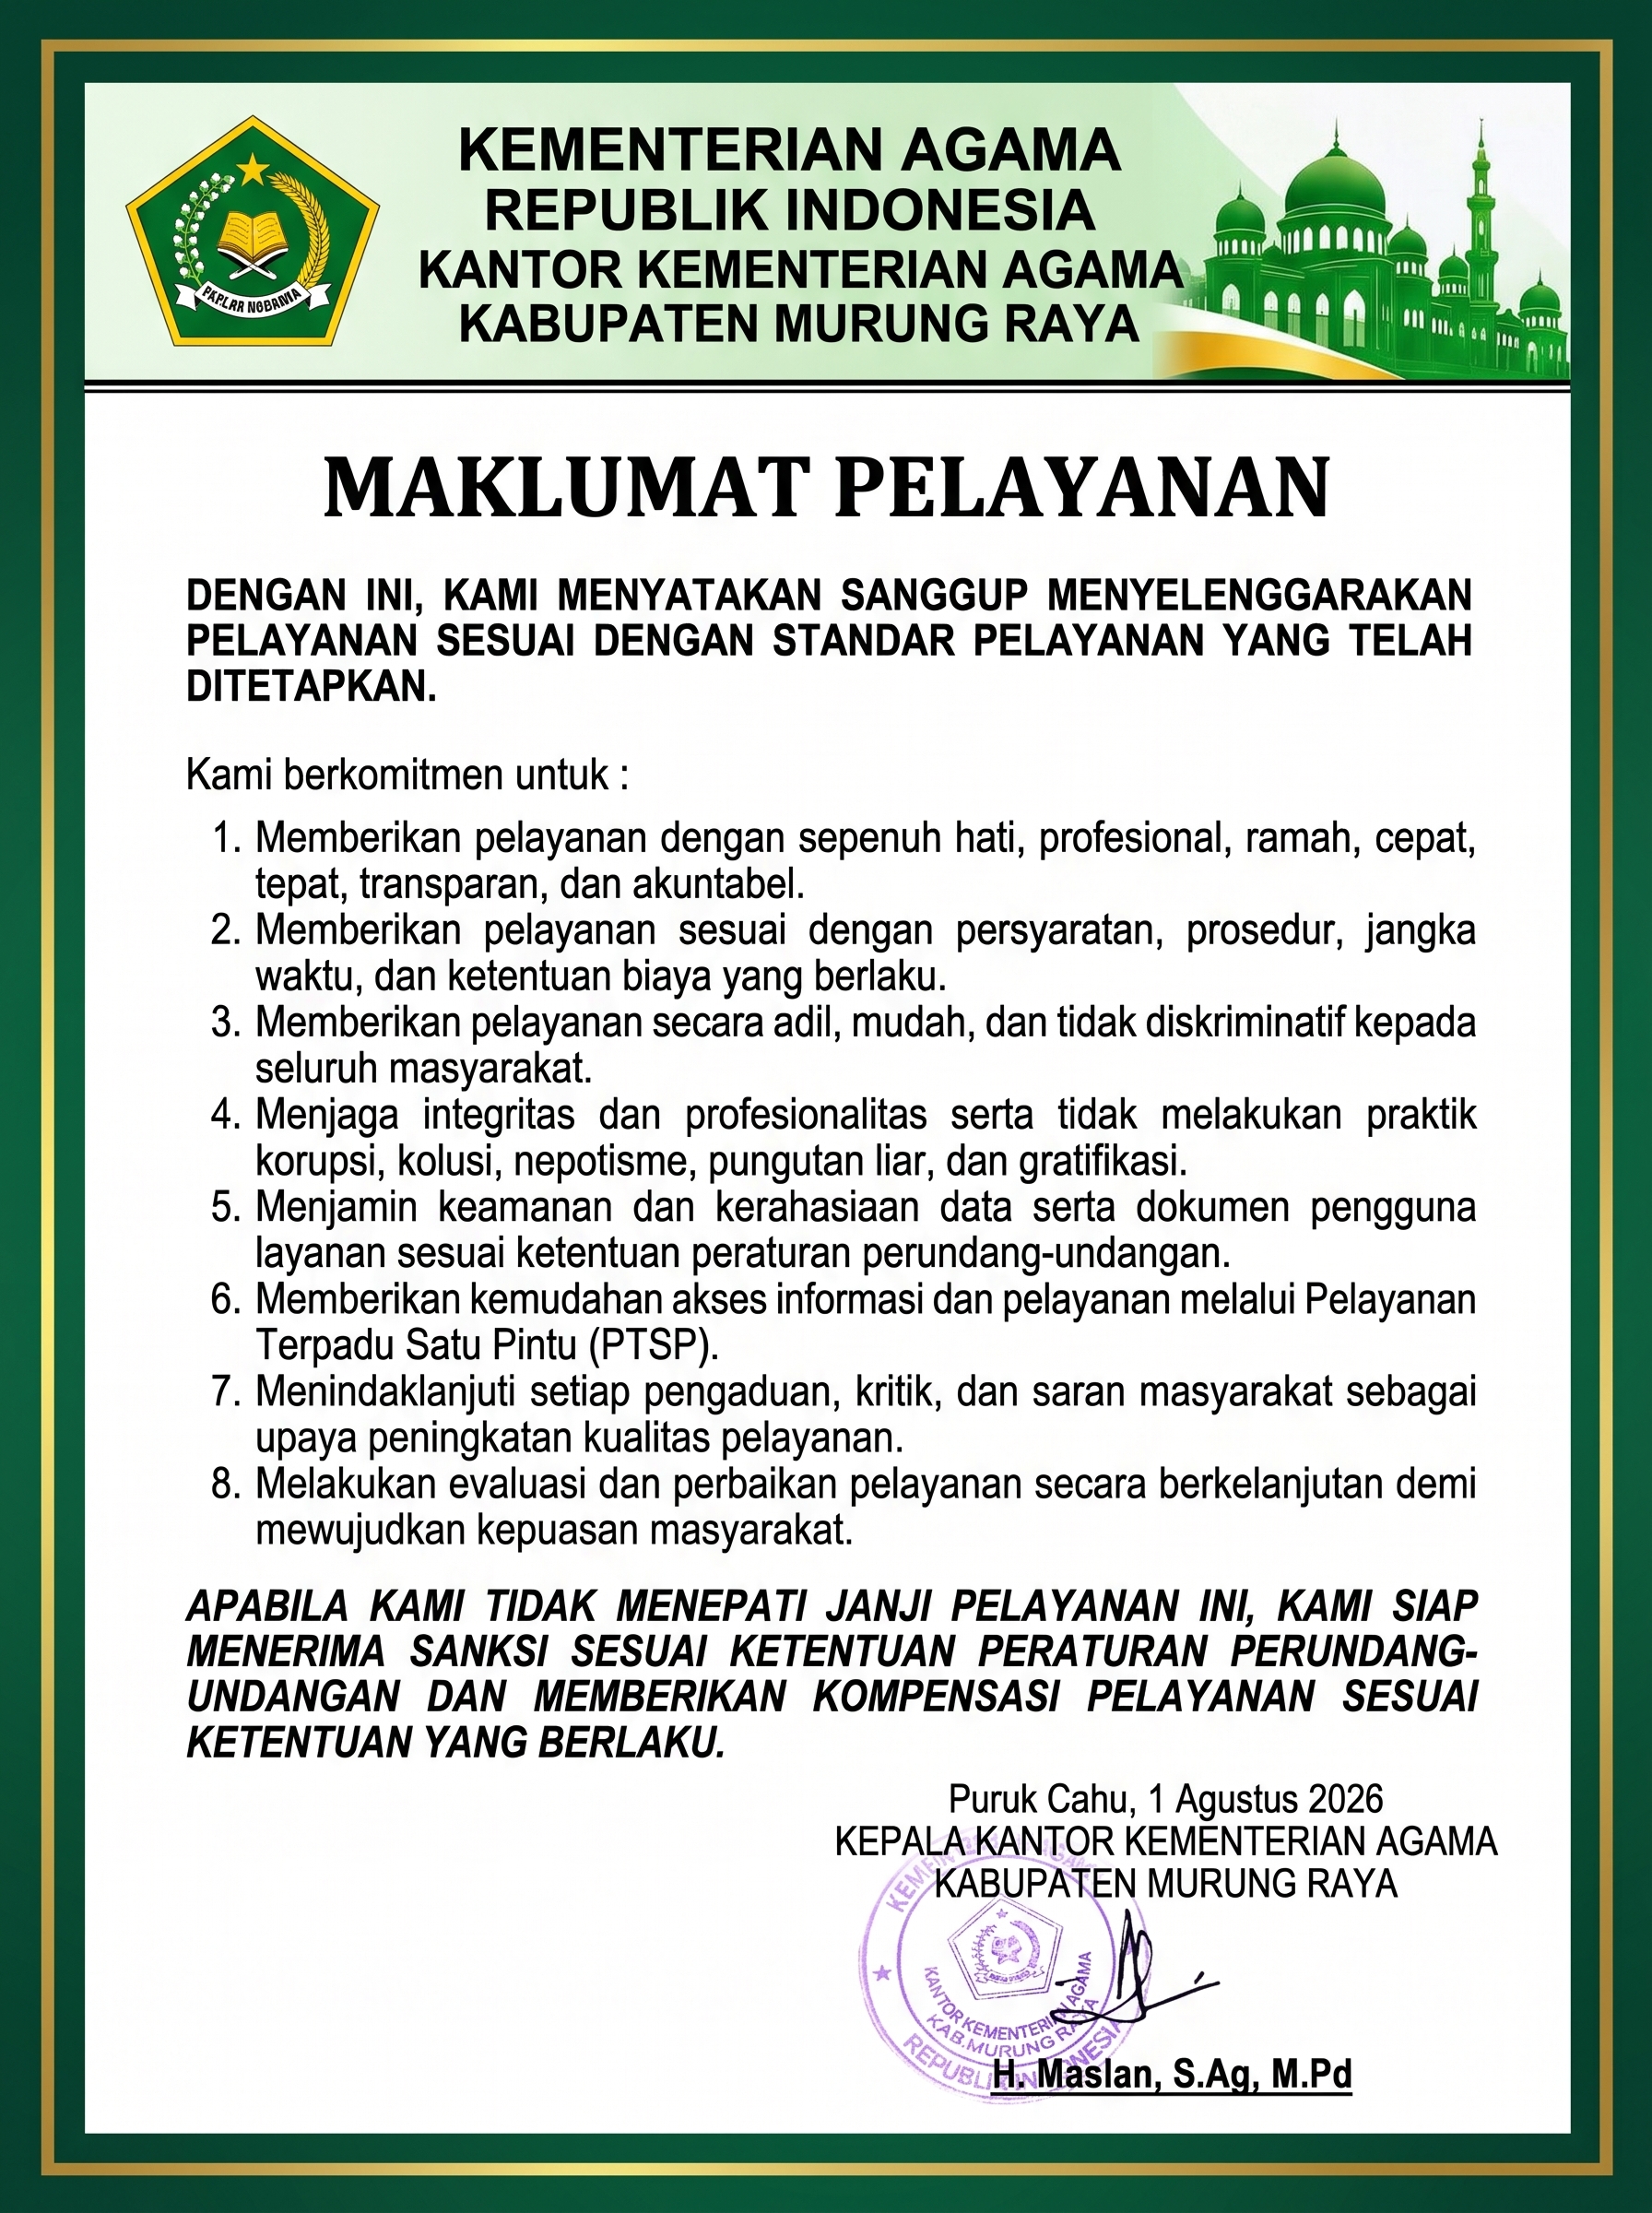 KEMENTERIAN AGAMA
REPUBLIK INDONESIA
KANTOR KEMENTERIAN AGAMA
KABUPATEN MURUNG RAYA
MAKLUMAT PELAYANAN
DENGAN INI, KAMI MENYATAKAN SANGGUP MENYELENGGARAKAN
PELAYANAN SESUAI DENGAN STANDAR PELAYANAN YANG TELAH
DITETAPKAN.
Kami berkomitmen untuk :
1. Memberikan pelayanan dengan sepenuh hati, profesional, ramah, cepat,
tepat, transparan, dan akuntabel.
2. Memberikan pelayanan sesuai dengan persyaratan, prosedur, jangka
waktu, dan ketentuan biaya yang berlaku.
3. Memberikan pelayanan secara adil, mudah, dan tidak diskriminatif kepada
seluruh masyarakat.
4. Menjaga integritas dan profesionalitas serta tidak melakukan praktik
korupsi, kolusi, nepotisme, pungutan liar, dan gratifikasi.
5. Menjamin keamanan dan kerahasiaan data serta dokumen pengguna
layanan sesuai ketentuan peraturan perundang-undangan.
6. Memberikan kemudahan akses informasi dan pelayanan melalui Pelayanan
Terpadu Satu Pintu (PTSP).
7. Menindaklanjuti setiap pengaduan, kritik, dan saran masyarakat sebagai
upaya peningkatan kualitas pelayanan.
8. Melakukan evaluasi dan perbaikan pelayanan secara berkelanjutan demi
mewujudkan kepuasan masyarakat.
APABILA KAMI TIDAK MENEPATI JANJI PELAYANAN INI, KAMI SIAP
MENERIMA SANKSI SESUAI KETENTUAN PERATURAN PERUNDANG-
UNDANGAN DAN MEMBERIKAN KOMPENSASI PELAYANAN SESUAI
KETENTUAN YANG BERLAKU.
Puruk Cahu, 1 Agustus 2026
KEPALA KANTOR KEMENTERIAN AGAMA
KABUPATEN MURUNG RAYA
KANTOR KEMENTERIAN AGAMA
KAB.MURUNG RAYA
REPUBLIK INDONESIA
H. Maslan, S.Ag, M.Pd